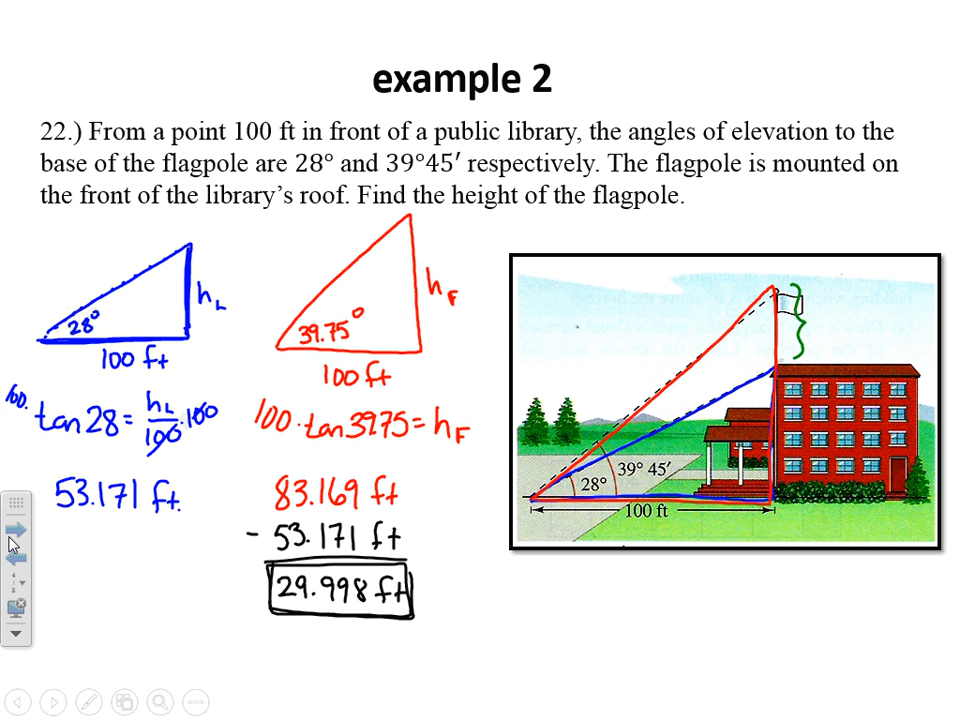 example 2
22.) From a point 100 ft in front of a public library, the angles of elevation to the
base of the flagpole are 28° and 39°45′ respectively. The flagpole is mounted on
the front of the library's roof. Find the height of the flagpole.
28°
h_L
100 ft
100· tan 28 = h_L/100 · 100
53.171 ft.
39.75°
h_F
100 ft
100 · tan 39.75 = h_F
83.169 ft
- 53.171 ft
29.998 ft
39° 45′
28°
100 ft